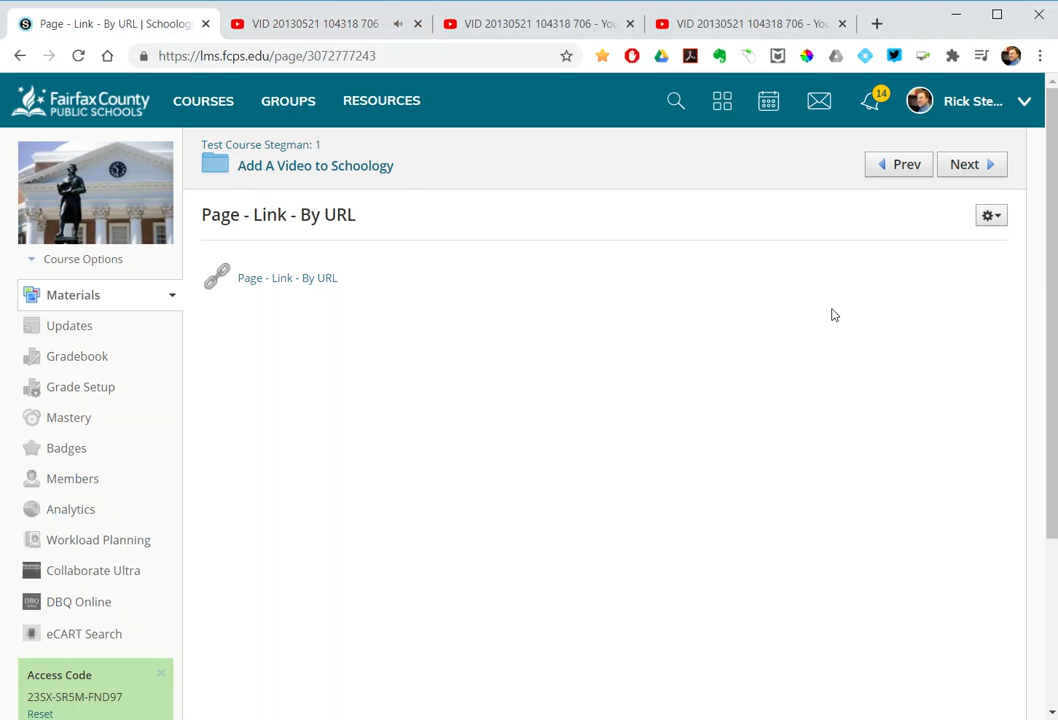 Page - Link - By URL | Schoolog
VID 20130521 104318 706 -
VID 20130521 104318 706 - You
VID 20130521 104318 706 - You
https://lms.fcps.edu/page/3072777243
Fairfax County
PUBLIC SCHOOLS
COURSES
GROUPS
RESOURCES
14
Rick Ste...
Test Course Stegman: 1
Add A Video to Schoology
Prev
Next
Page - Link - By URL
Page - Link - By URL
Course Options
Materials
Updates
Gradebook
Grade Setup
Mastery
Badges
Members
Analytics
Workload Planning
Collaborate Ultra
DBQ
DBQ Online
eCART Search
Access Code
23SX-SR5M-FND97
Reset